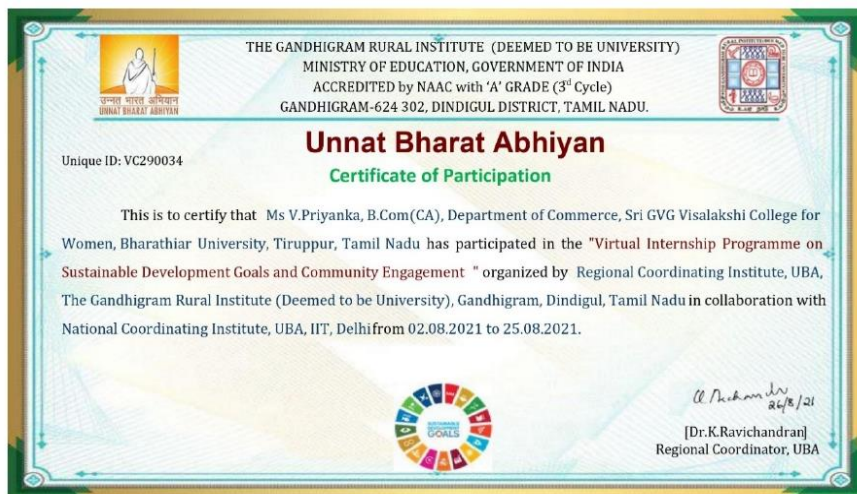 THE GANDHIGRAM RURAL INSTITUTE (DEEMED TO BE UNIVERSITY)
MINISTRY OF EDUCATION, GOVERNMENT OF INDIA
ACCREDITED by NAAC with ‘A’ GRADE (3rd Cycle)
GANDHIGRAM-624 302, DINDIGUL DISTRICT, TAMIL NADU.
उन्नत भारत अभियान
UNNAT BHARAT ABHIYAN
Unnat Bharat Abhiyan
Unique ID: VC290034
Certificate of Participation
This is to certify that Ms V.Priyanka, B.Com(CA), Department of Commerce, Sri GVG Visalakshi College for
Women, Bharathiar University, Tiruppur, Tamil Nadu has participated in the "Virtual Internship Programme on
Sustainable Development Goals and Community Engagement " organized by Regional Coordinating Institute, UBA,
The Gandhigram Rural Institute (Deemed to be University), Gandhigram, Dindigul, Tamil Nadu in collaboration with
National Coordinating Institute, UBA, IIT, Delhifrom 02.08.2021 to 25.08.2021.
SUSTAINABLE
DEVELOPMENT
GOALS
26/8/21
[Dr.K.Ravichandran]
Regional Coordinator, UBA